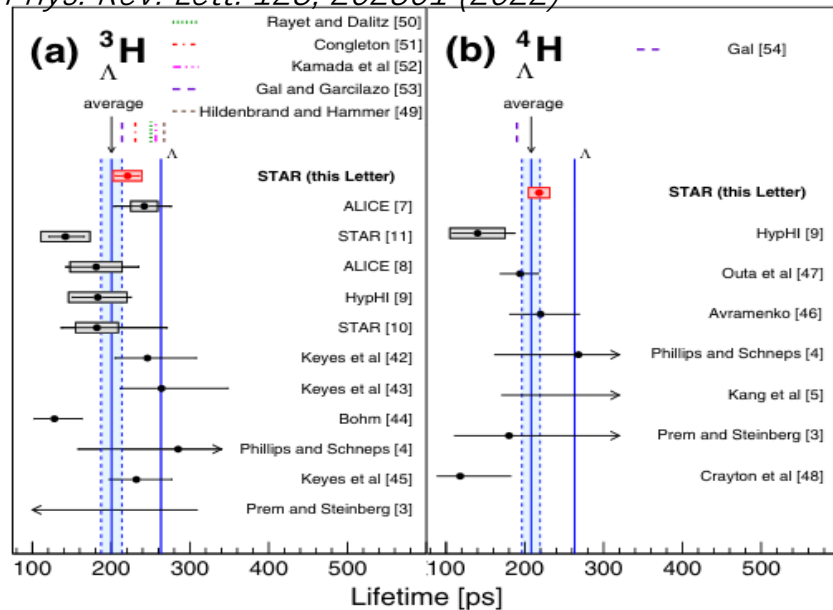 Phys. Rev. Lett. 128, 202301 (2022)
(a) ³H
Λ
Rayet and Dalitz [50]
Congleton [51]
Kamada et al [52]
Gal and Garcilazo [53]
Hildenbrand and Hammer [49]
average
Λ
STAR (this Letter)
ALICE [7]
STAR [11]
ALICE [8]
HypHI [9]
STAR [10]
Keyes et al [42]
Keyes et al [43]
Bohm [44]
Phillips and Schneps [4]
Keyes et al [45]
Prem and Steinberg [3]
100 200 300 400 500
(b) ⁴H
Λ
Gal [54]
average
Λ
STAR (this Letter)
HypHI [9]
Outa et al [47]
Avramenko [46]
Phillips and Schneps [4]
Kang et al [5]
Prem and Steinberg [3]
Crayton et al [48]
100 200 300 400 500
Lifetime [ps]